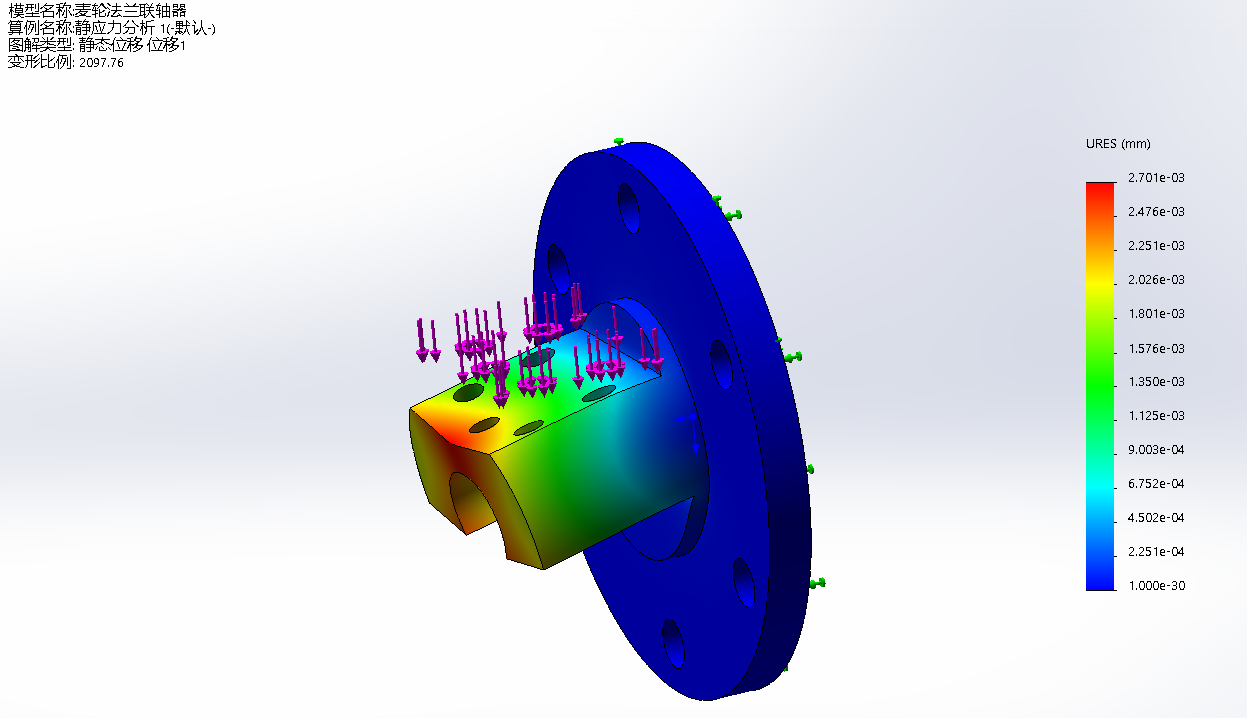 模型名称:麦轮法兰联轴器
算例名称:静应力分析 1(-默认-)
图解类型: 静态位移 位移1
变形比例: 2097.76
URES (mm)
2.701e-03
2.476e-03
2.251e-03
2.026e-03
1.801e-03
1.576e-03
1.350e-03
1.125e-03
9.003e-04
6.752e-04
4.502e-04
2.251e-04
1.000e-30